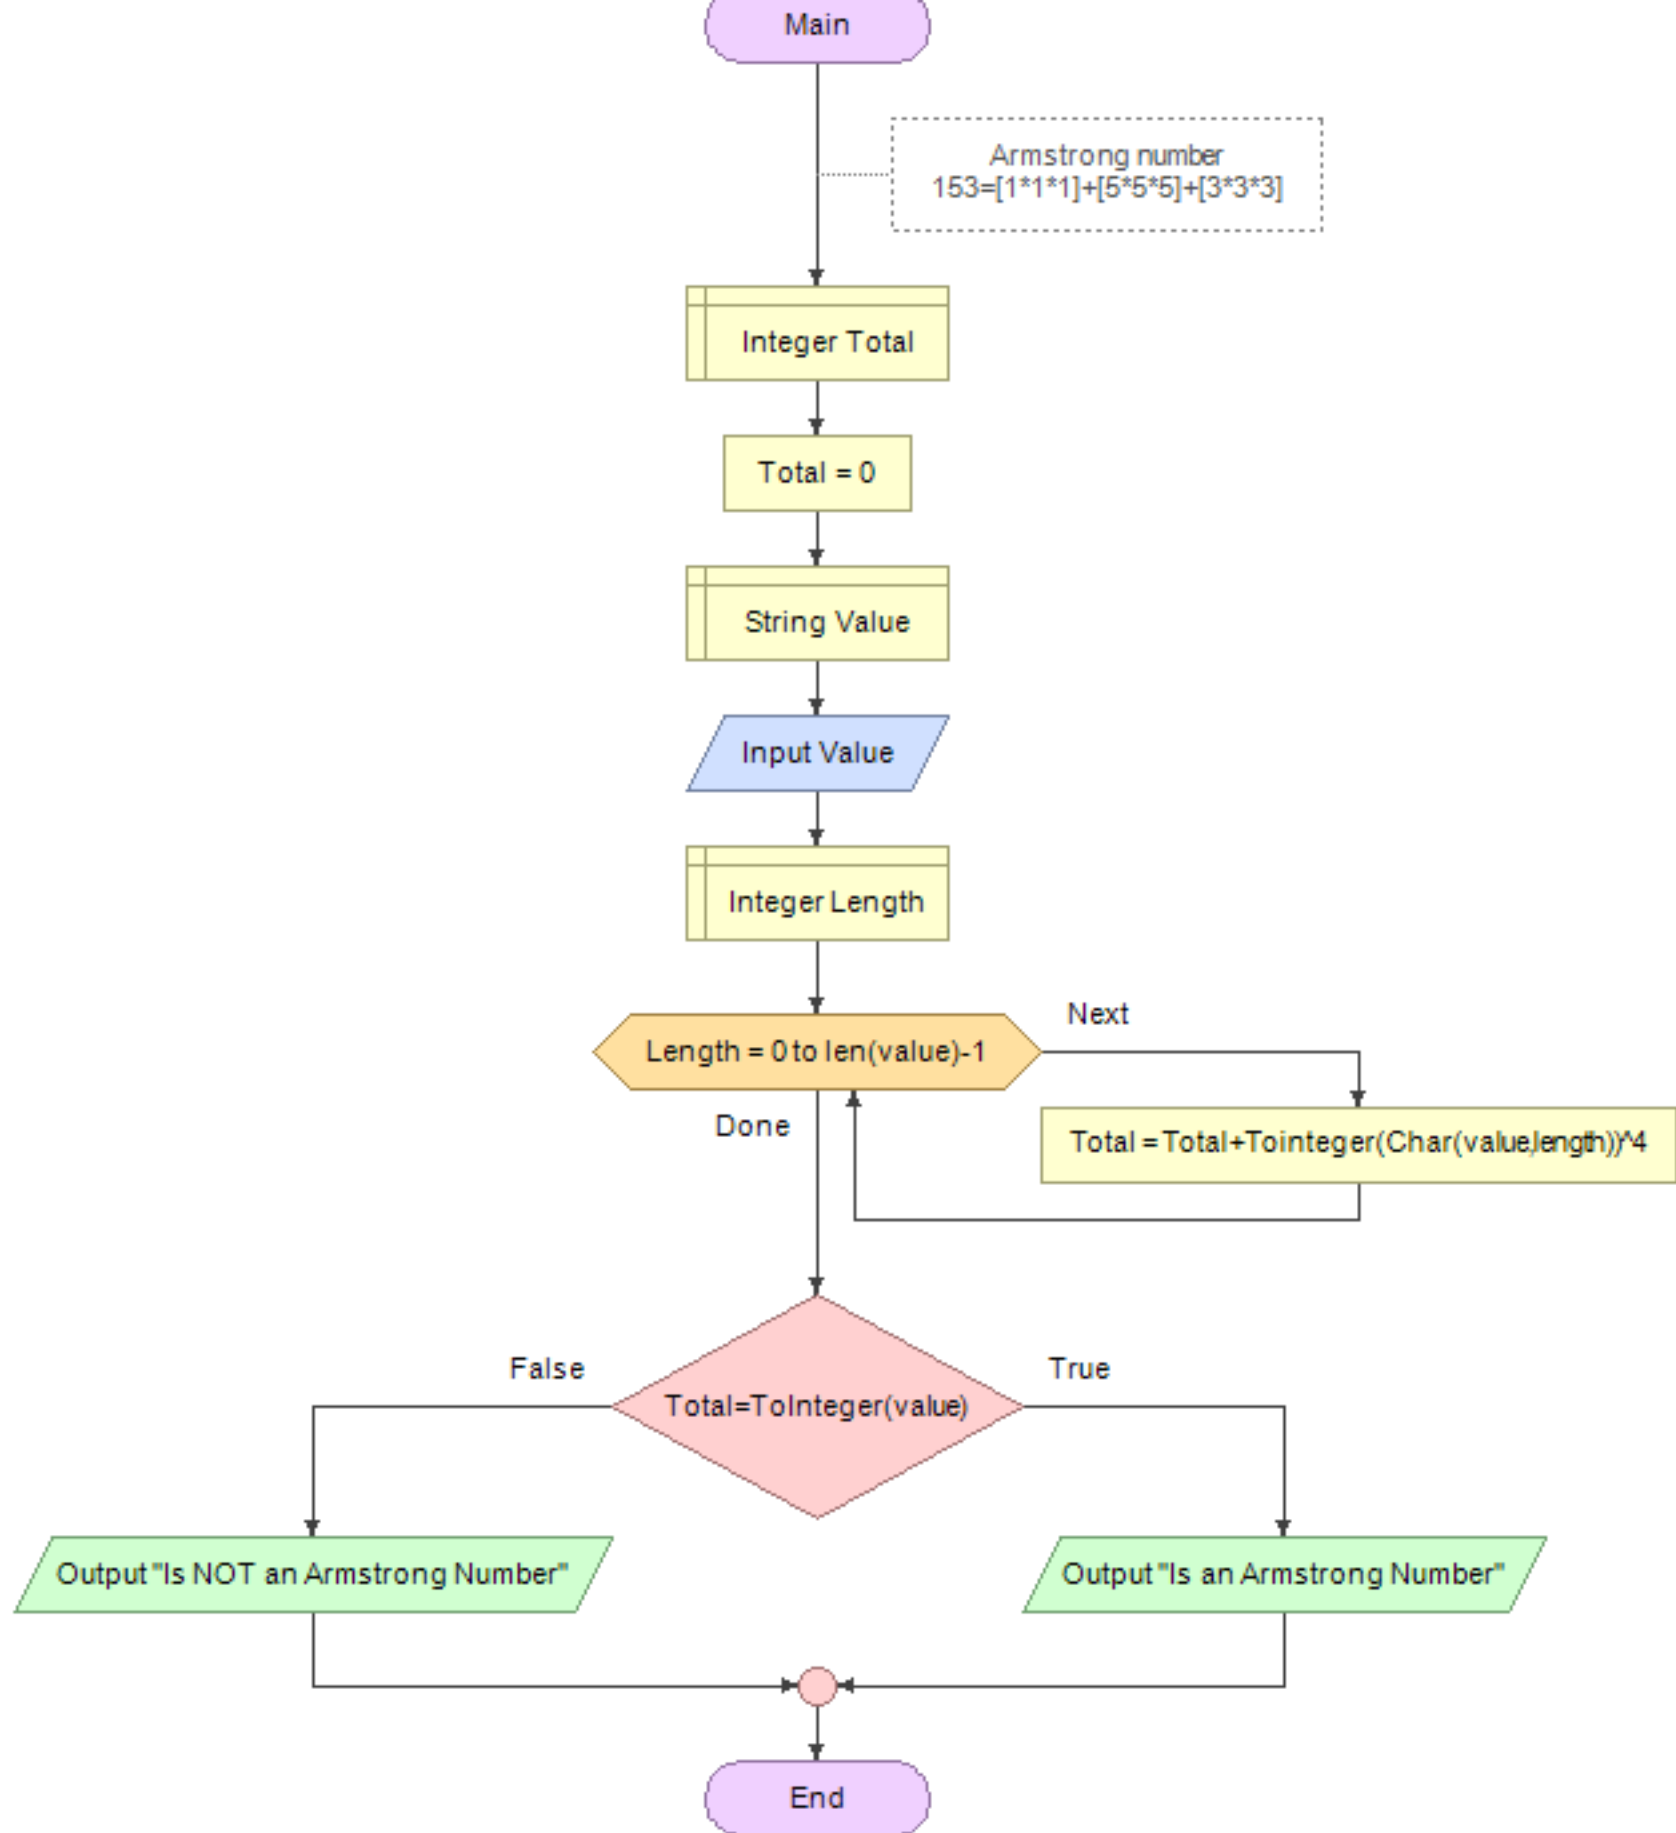 Main
Armstrong number
153=[1*1*1]+[5*5*5]+[3*3*3]
Integer Total
Total = 0
String Value
Input Value
Integer Length
Length = 0 to len(value)-1
Next
Done
Total = Total+Tointeger(Char(value,length))^4
False
True
Total=ToInteger(value)
Output "Is NOT an Armstrong Number"
Output "Is an Armstrong Number"
End